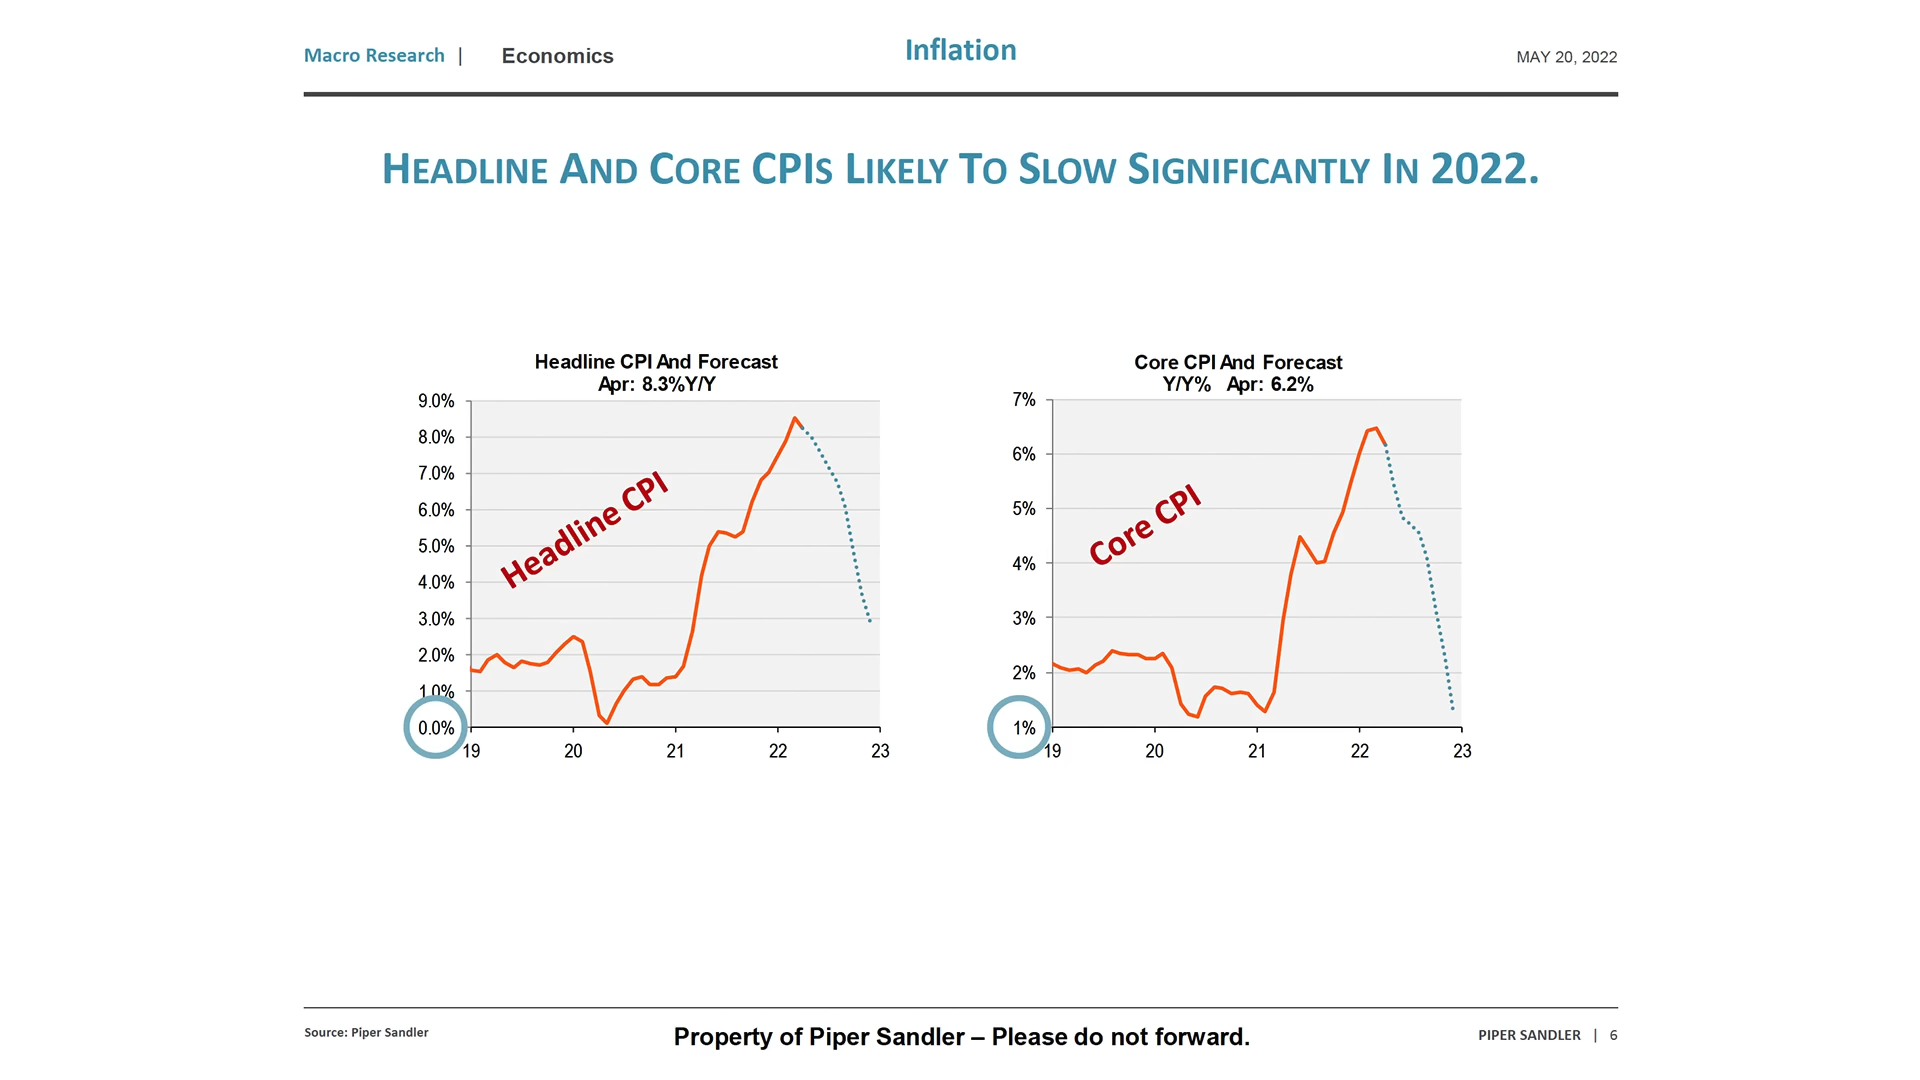 Macro Research | Economics
Inflation
MAY 20, 2022
HEADLINE AND CORE CPIS LIKELY TO SLOW SIGNIFICANTLY IN 2022.
Headline CPI And Forecast
Apr: 8.3%Y/Y
9.0%
8.0%
7.0%
6.0%
5.0%
4.0%
3.0%
2.0%
1.0%
0.0%
19 20 21 22 23
Headline CPI
Core CPI And Forecast
Y/Y% Apr: 6.2%
7%
6%
5%
4%
3%
2%
1%
19 20 21 22 23
Core CPI
Source: Piper Sandler
Property of Piper Sandler – Please do not forward.
PIPER SANDLER | 6